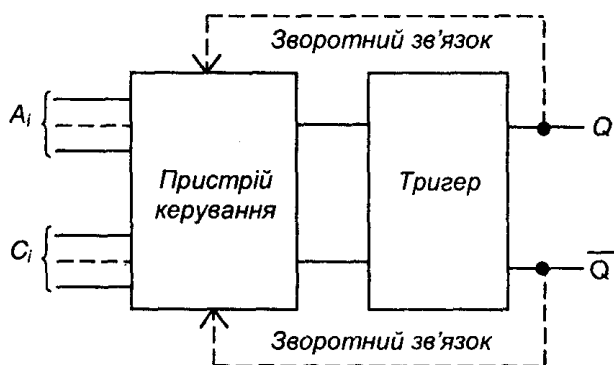 Зворотний зв'язок
Aᵢ
Q
Пристрій
керування
Тригер
Cᵢ
Q̅
Зворотний зв'язок